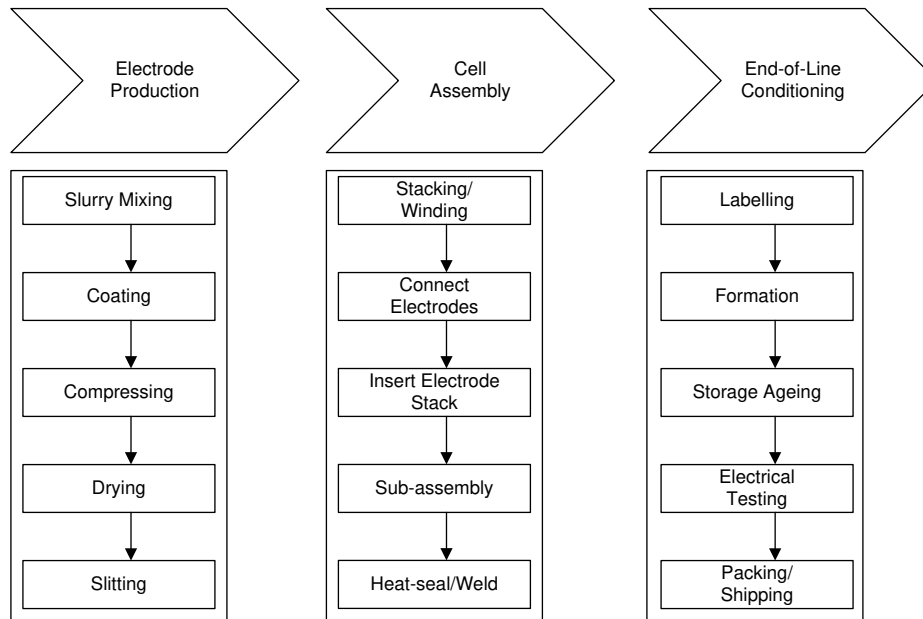 Electrode
Production
Cell
Assembly
End-of-Line
Conditioning
Slurry Mixing
Coating
Compressing
Drying
Slitting
Stacking/
Winding
Connect
Electrodes
Insert Electrode
Stack
Sub-assembly
Heat-seal/Weld
Labelling
Formation
Storage Ageing
Electrical
Testing
Packing/
Shipping